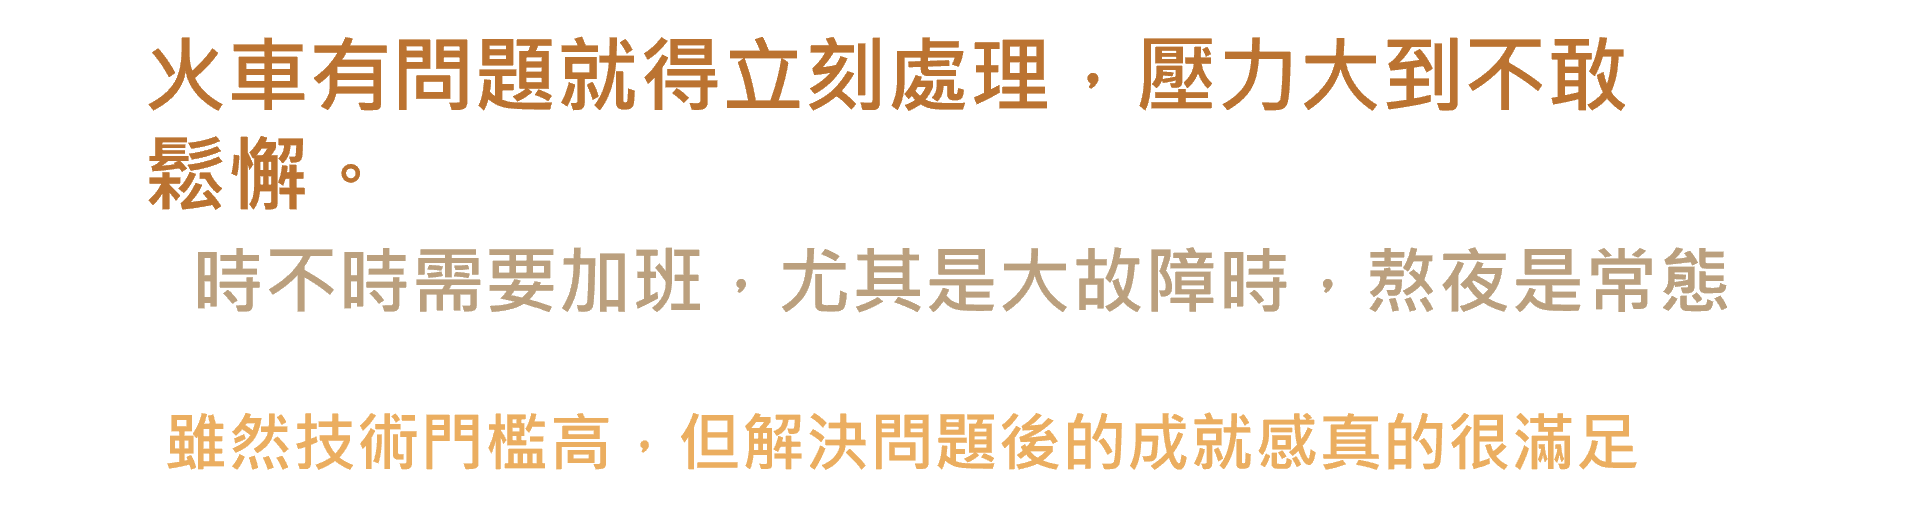 火車有問題就得立刻處理，壓力大到不敢
鬆懈。
時不時需要加班，尤其是大故障時，熬夜是常態
雖然技術門檻高，但解決問題後的成就感真的很滿足